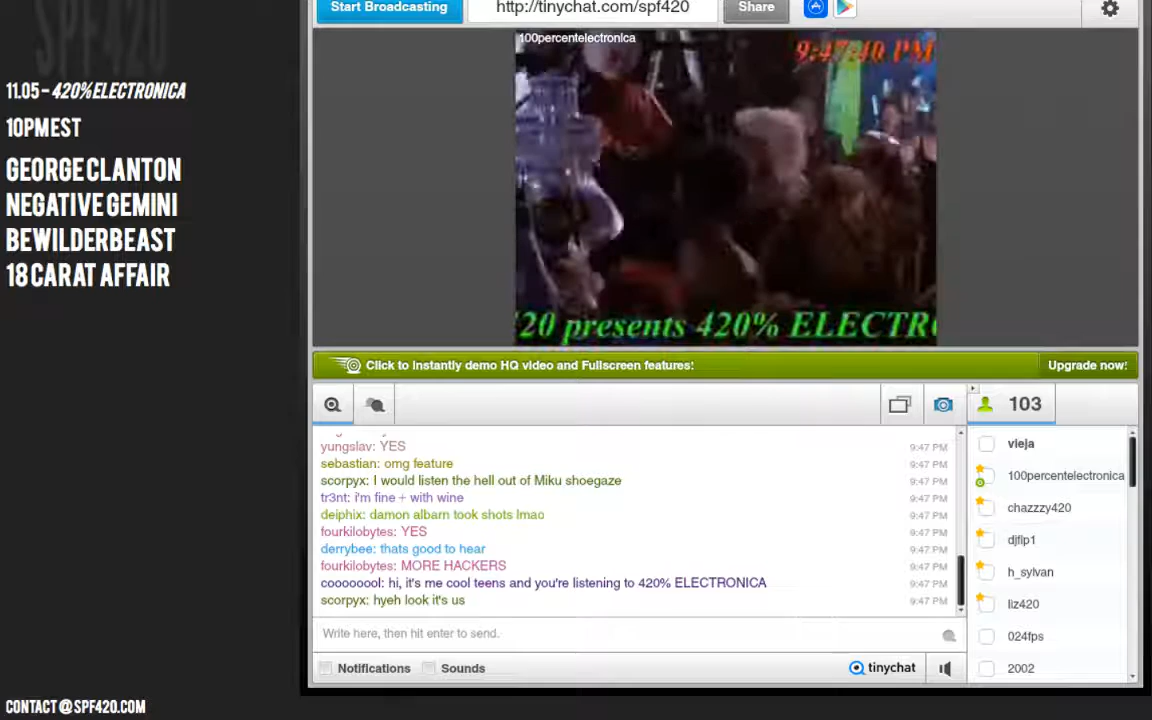 SPF420
11.05 - 420% ELECTRONICA
10PM EST
GEORGE CLANTON
NEGATIVE GEMINI
BEWILDERBEAST
18 CARAT AFFAIR
CONTACT @ SPF420.COM
Start Broadcasting
http://tinychat.com/spf420
Share
100percentelectronica
9:47:40 PM
20 presents 420% ELECTR
Click to instantly demo HQ video and Fullscreen features!
Upgrade now!
103
yungslav: YES 9:47 PM
sebastian: omg feature 9:47 PM
scorpyx: I would listen the hell out of Miku shoegaze 9:47 PM
tr3nt: i'm fine + with wine 9:47 PM
deiphix: damon albarn took shots lmao 9:47 PM
fourkilobytes: YES 9:47 PM
derrybee: thats good to hear 9:47 PM
fourkilobytes: MORE HACKERS 9:47 PM
coooooool: hi, it's me cool teens and you're listening to 420% ELECTRONICA 9:47 PM
scorpyx: hyeh look it's us 9:47 PM
Write here, then hit enter to send.
Notifications
Sounds
tinychat
vieja
100percentelectronica
chazzzy420
djflp1
h_sylvan
liz420
024fps
2002